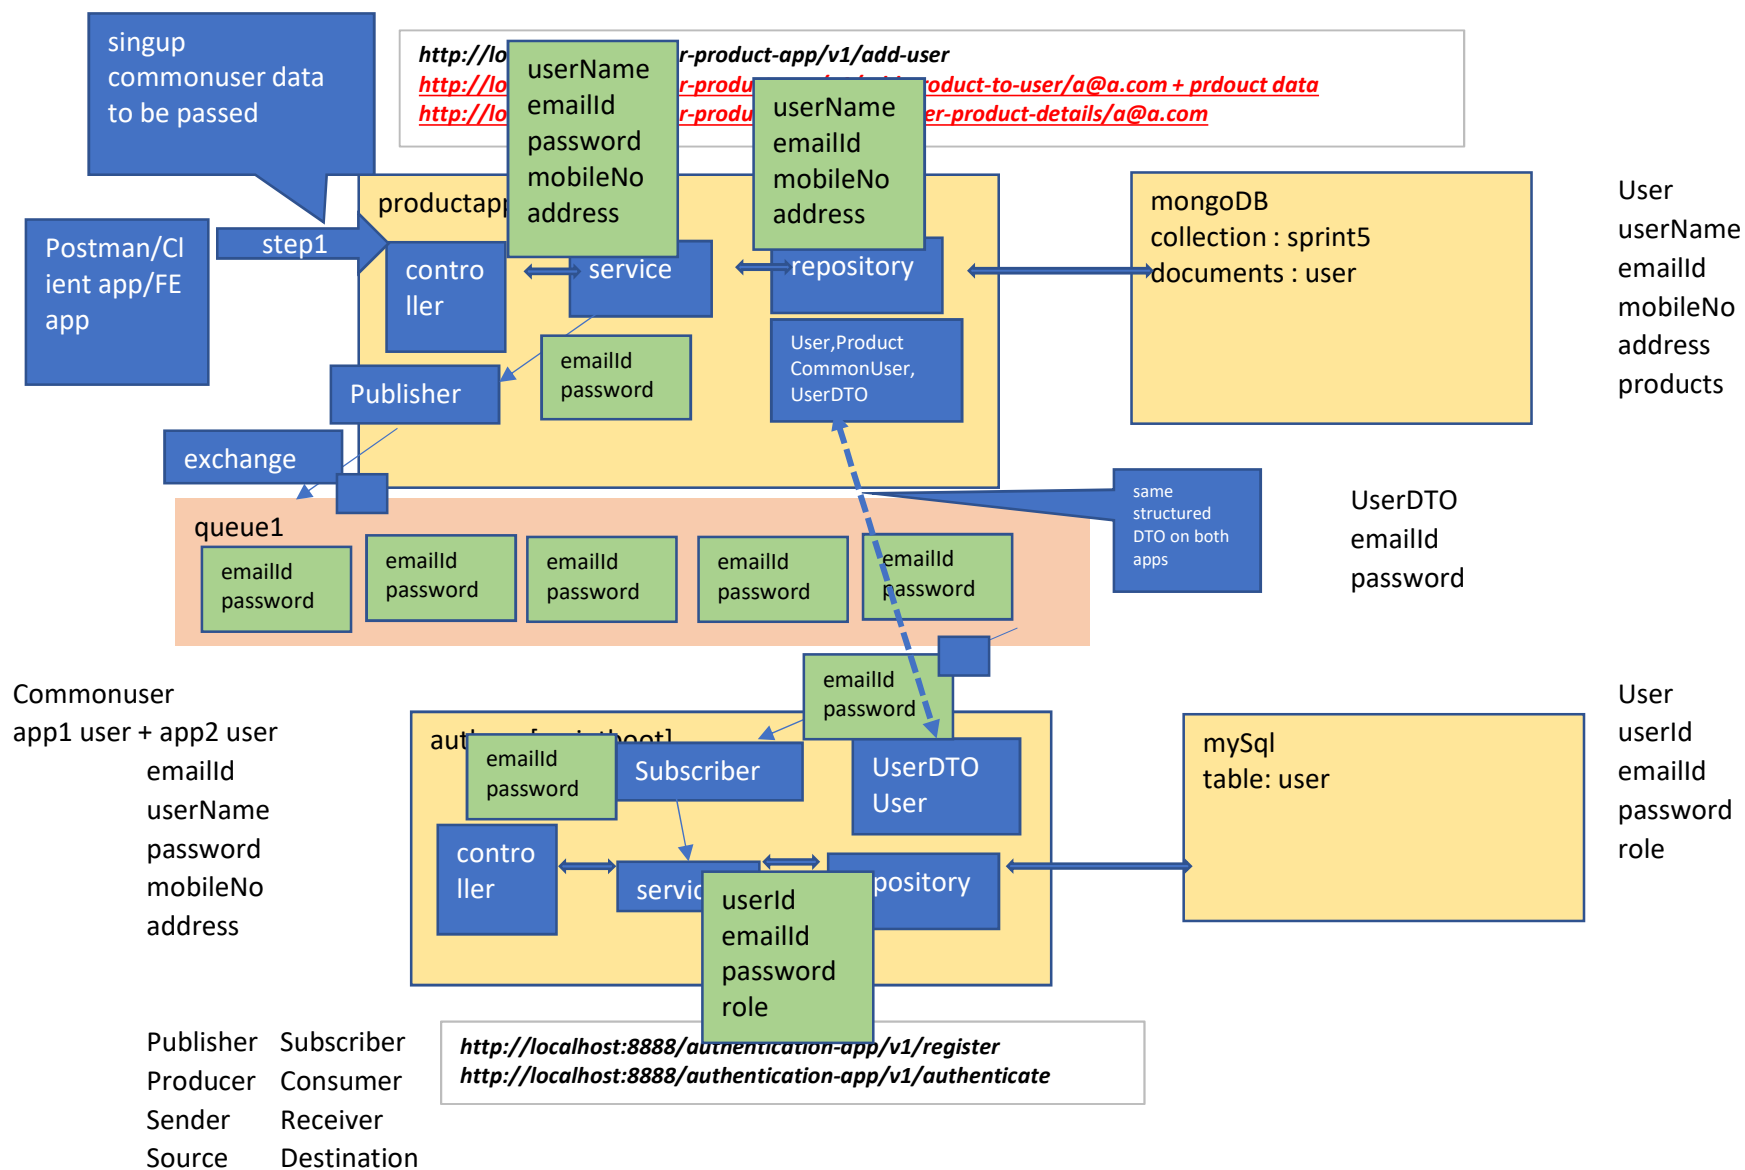 singup
commonuser data
to be passed
http://lo r-product-app/v1/add-user
http://lo r-produ roduct-to-user/a@a.com + prdouct data
http://lo r-produ er-product-details/a@a.com
userName
emailId
password
mobileNo
address
userName
emailId
mobileNo
address
productapp
Postman/Cl
ient app/FE
app
step1
contro
ller
service
repository
mongoDB
collection : sprint5
documents : user
User
userName
emailId
mobileNo
address
products
emailId
password
User,Product
CommonUser,
UserDTO
Publisher
exchange
same
structured
DTO on both
apps
UserDTO
emailId
password
queue1
emailId
password
emailId
password
emailId
password
emailId
password
emailId
password
emailId
password
Commonuser
app1 user + app2 user
emailId
userName
password
mobileNo
address
emailId
password
Subscriber
UserDTO
User
contro
ller
servic
pository
userId
emailId
password
role
mySql
table: user
User
userId
emailId
password
role
http://localhost:8888/authentication-app/v1/register
http://localhost:8888/authentication-app/v1/authenticate
Publisher Subscriber
Producer Consumer
Sender Receiver
Source Destination